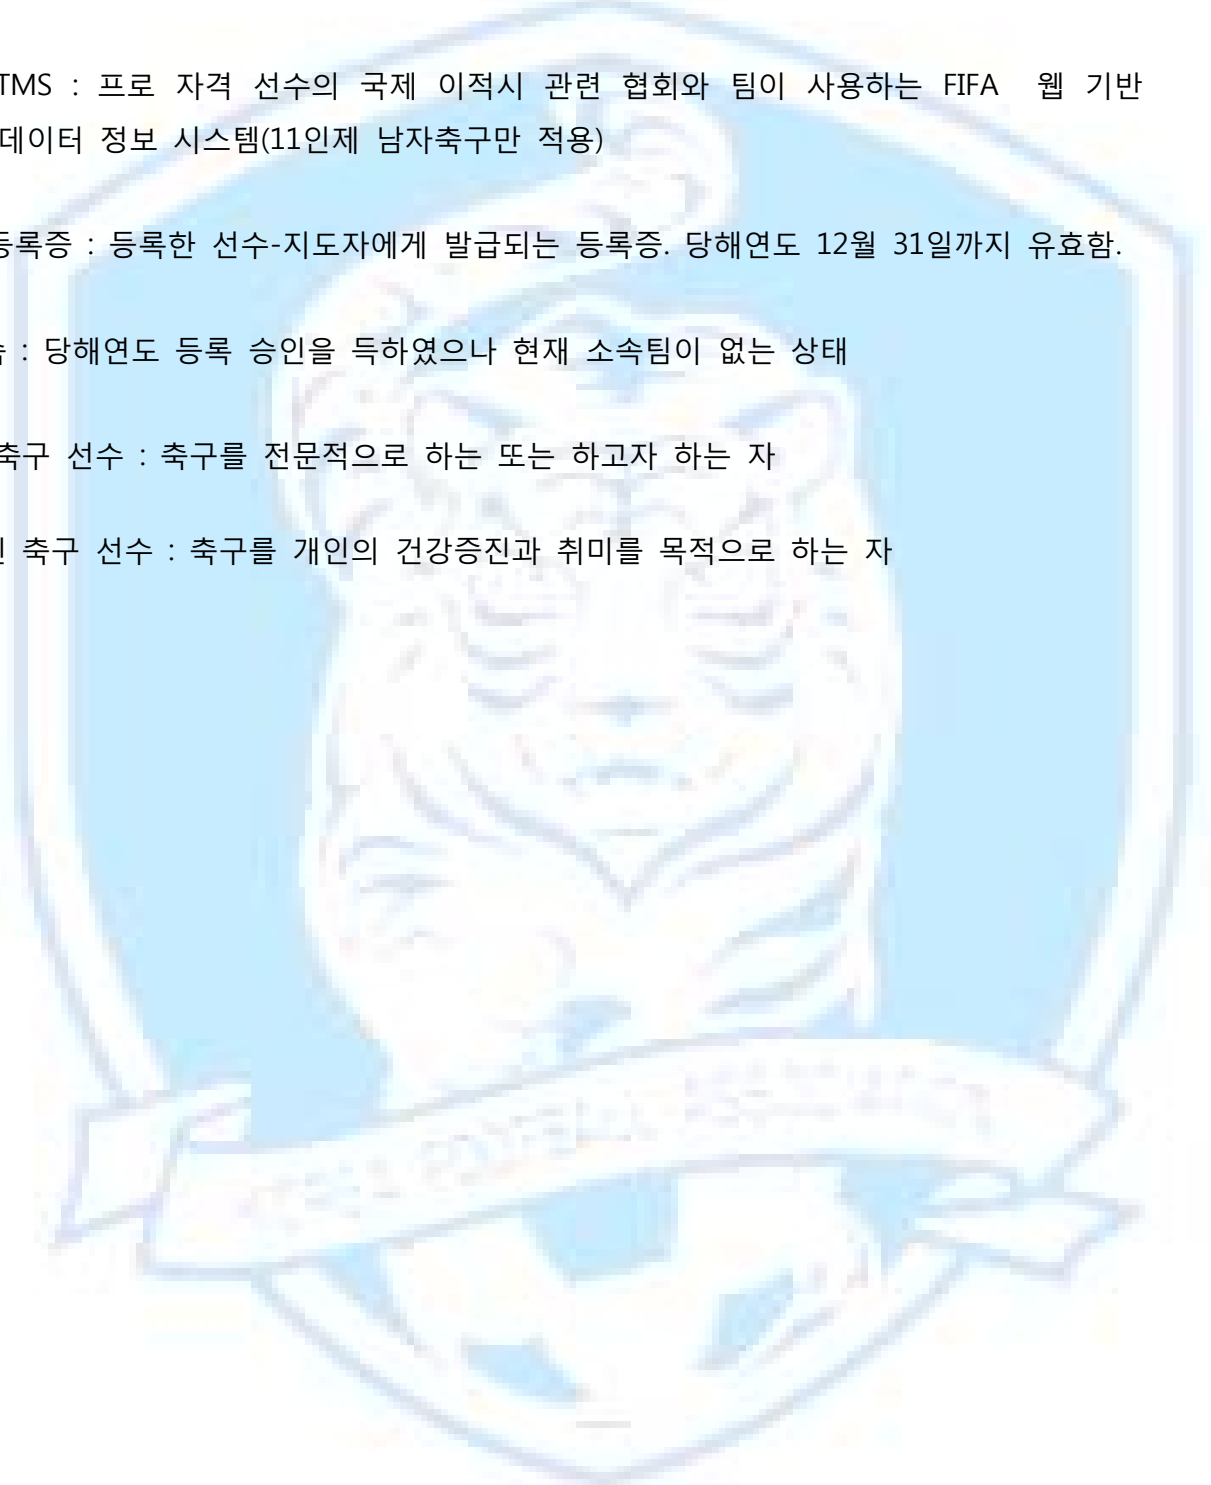 TMS : 프로 자격 선수의 국제 이적시 관련 협회와 팀이 사용하는 FIFA 웹 기반
데이터 정보 시스템(11인제 남자축구만 적용)
등록증 : 등록한 선수-지도자에게 발급되는 등록증. 당해연도 12월 31일까지 유효함.
: 당해연도 등록 승인을 득하였으나 현재 소속팀이 없는 상태
축구 선수 : 축구를 전문적으로 하는 또는 하고자 하는 자
축구 선수 : 축구를 개인의 건강증진과 취미를 목적으로 하는 자
KOREA FOOTBALL ASSOCIATION